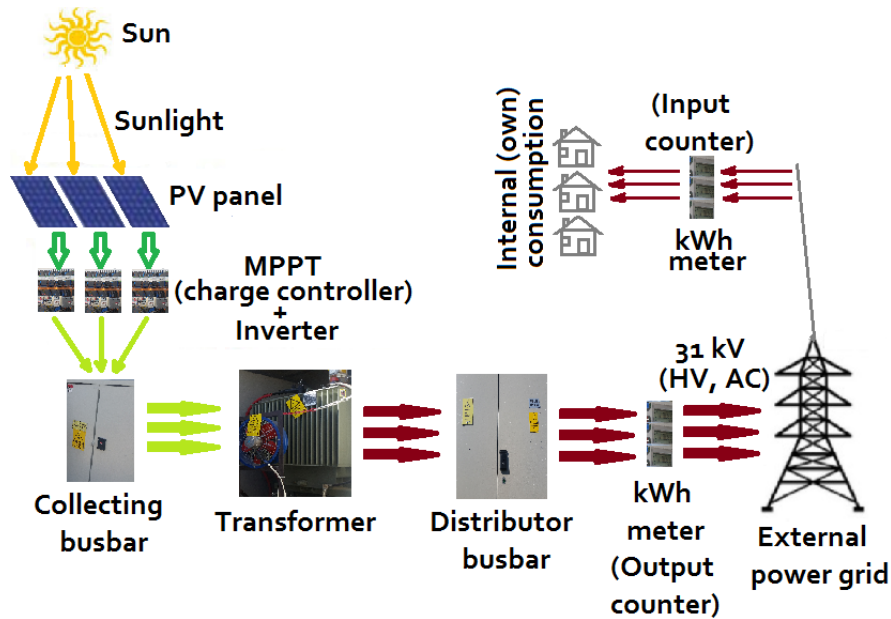 Sun
Sunlight
PV panel
MPPT
(charge controller)
+
Inverter
Collecting
busbar
Transformer
Distributor
busbar
kWh
meter
(Output
counter)
31 kV
(HV, AC)
External
power grid
(Input
counter)
kWh
meter
Internal (own)
consumption